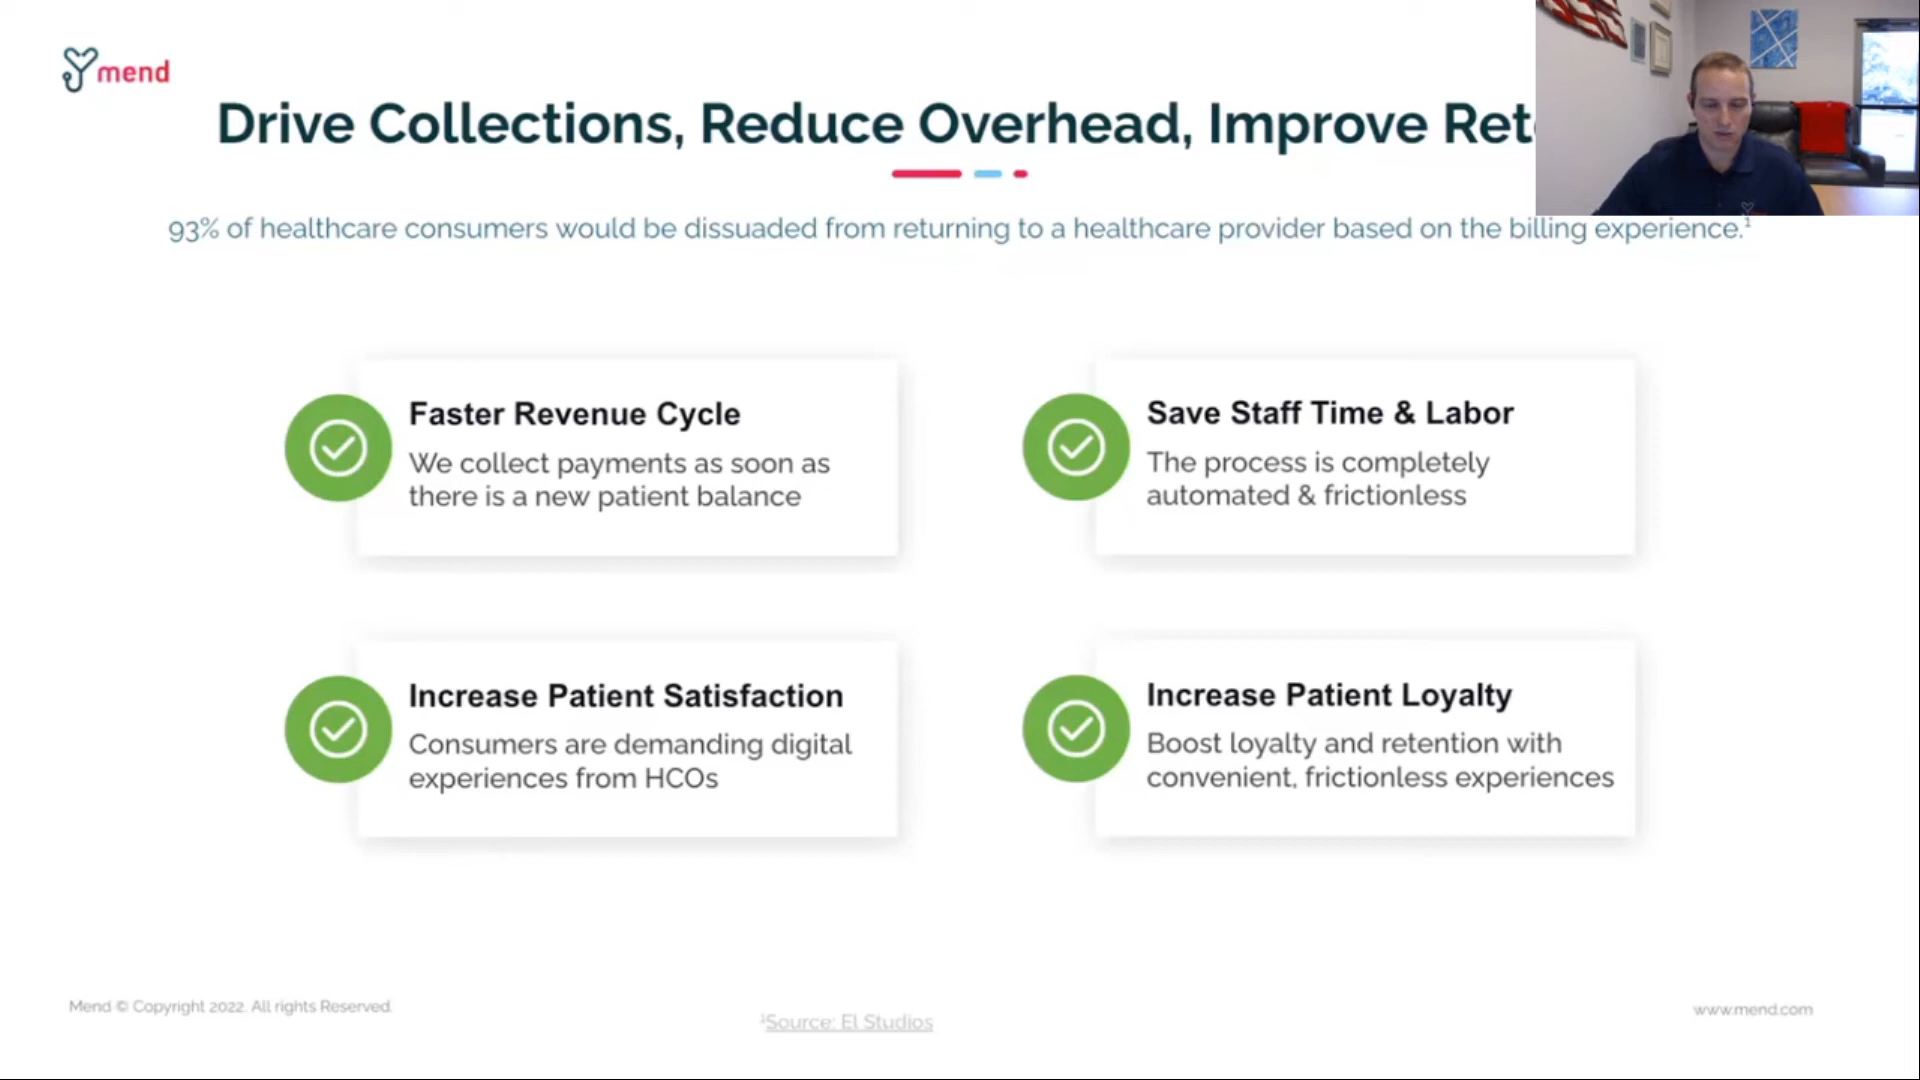 mend
Drive Collections, Reduce Overhead, Improve
93% of healthcare consumers would be dissuaded from returning to a healthcare provider based on the billing experience.¹
Faster Revenue Cycle
We collect payments as soon as
there is a new patient balance
Save Staff Time & Labor
The process is completely
automated & frictionless
Increase Patient Satisfaction
Consumers are demanding digital
experiences from HCOs
Increase Patient Loyalty
Boost loyalty and retention with
convenient, frictionless experiences
Mend © Copyright 2022. All rights Reserved.
¹Source: EI Studios
www.mend.com